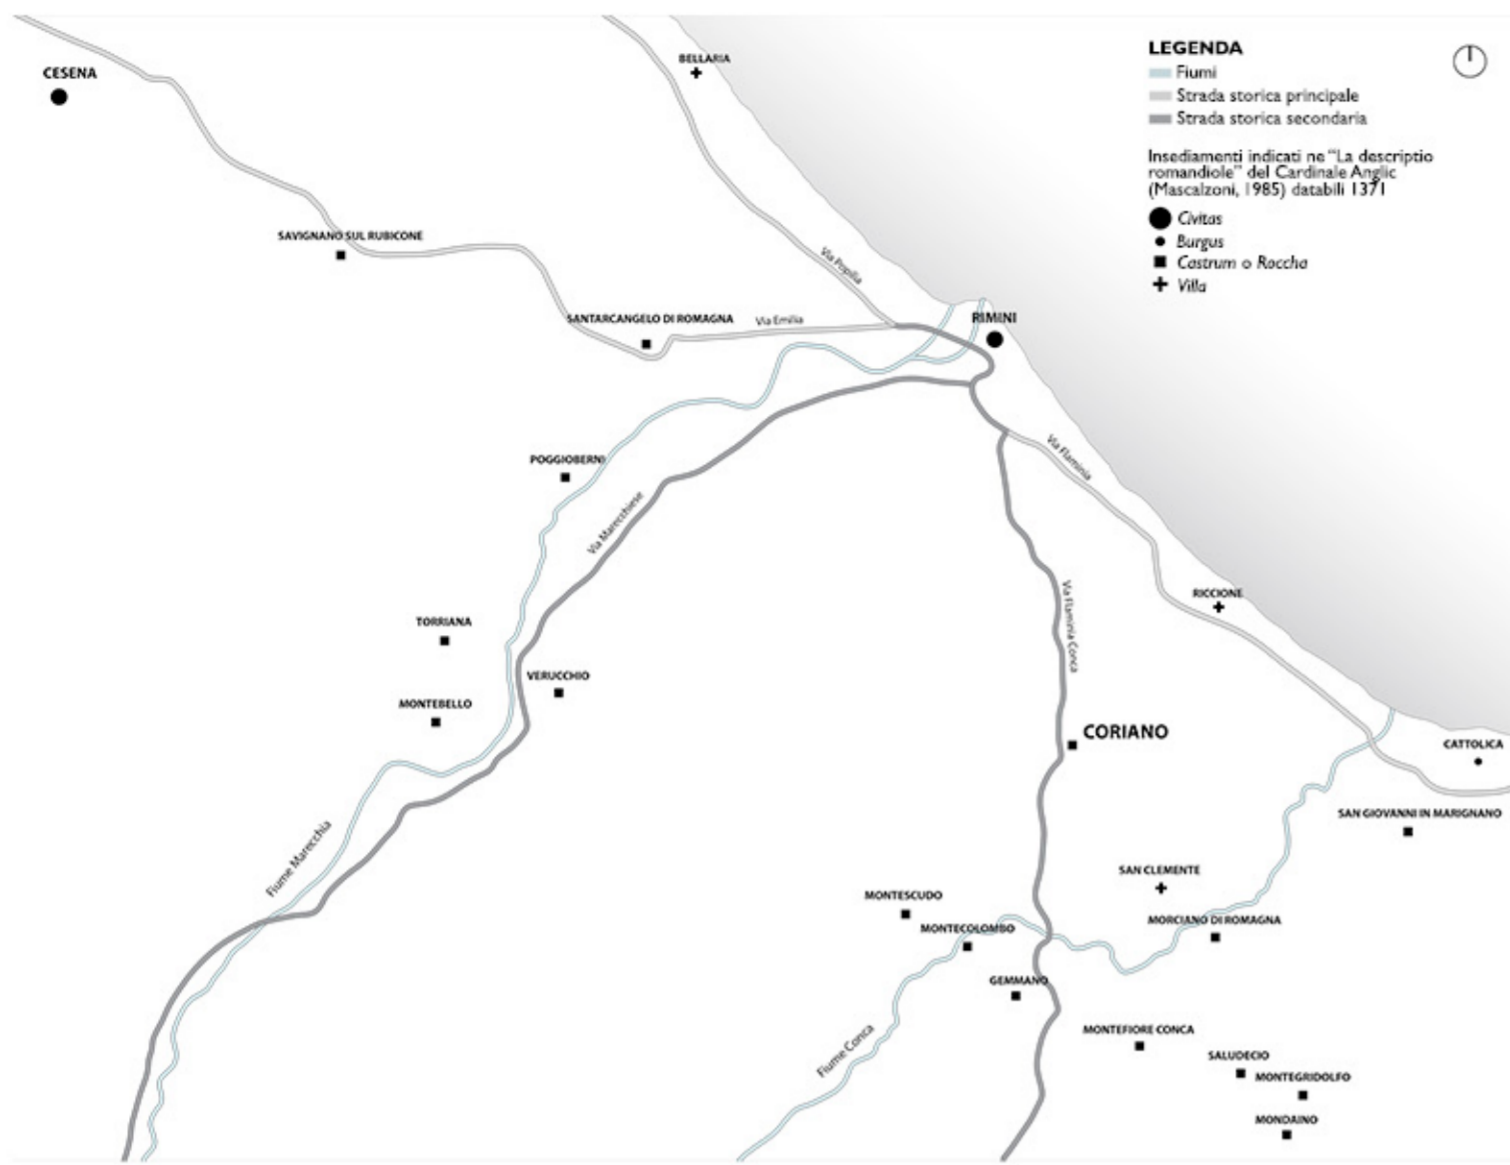 CESENA
BELLARIA
LEGENDA
Fiumi
Strada storica principale
Strada storica secondaria
Insediamenti indicati ne "La descriptio
romandiole" del Cardinale Anglic
(Mascalzoni, 1985) databili 1371
Civitas
Burgus
Castrum o Roccha
Villa
SAVIGNANO SUL RUBICONE
Via Popilia
SANTARCANGELO DI ROMAGNA
Via Emilia
RIMINI
POGGIOBERNI
Via Flaminia
Via Marecchiese
RICCIONE
Via Flaminia Conca
TORRIANA
VERUCCHIO
MONTEBELLO
CORIANO
CATTOLICA
SAN GIOVANNI IN MARIGNANO
Fiume Marecchia
SAN CLEMENTE
MONTESCUDO
MORCIANO DI ROMAGNA
MONTECOLOMBO
GEMMANO
MONTEFIORE CONCA
Fiume Conca
SALUDECIO
MONTEGRIDOLFO
MONDAINO